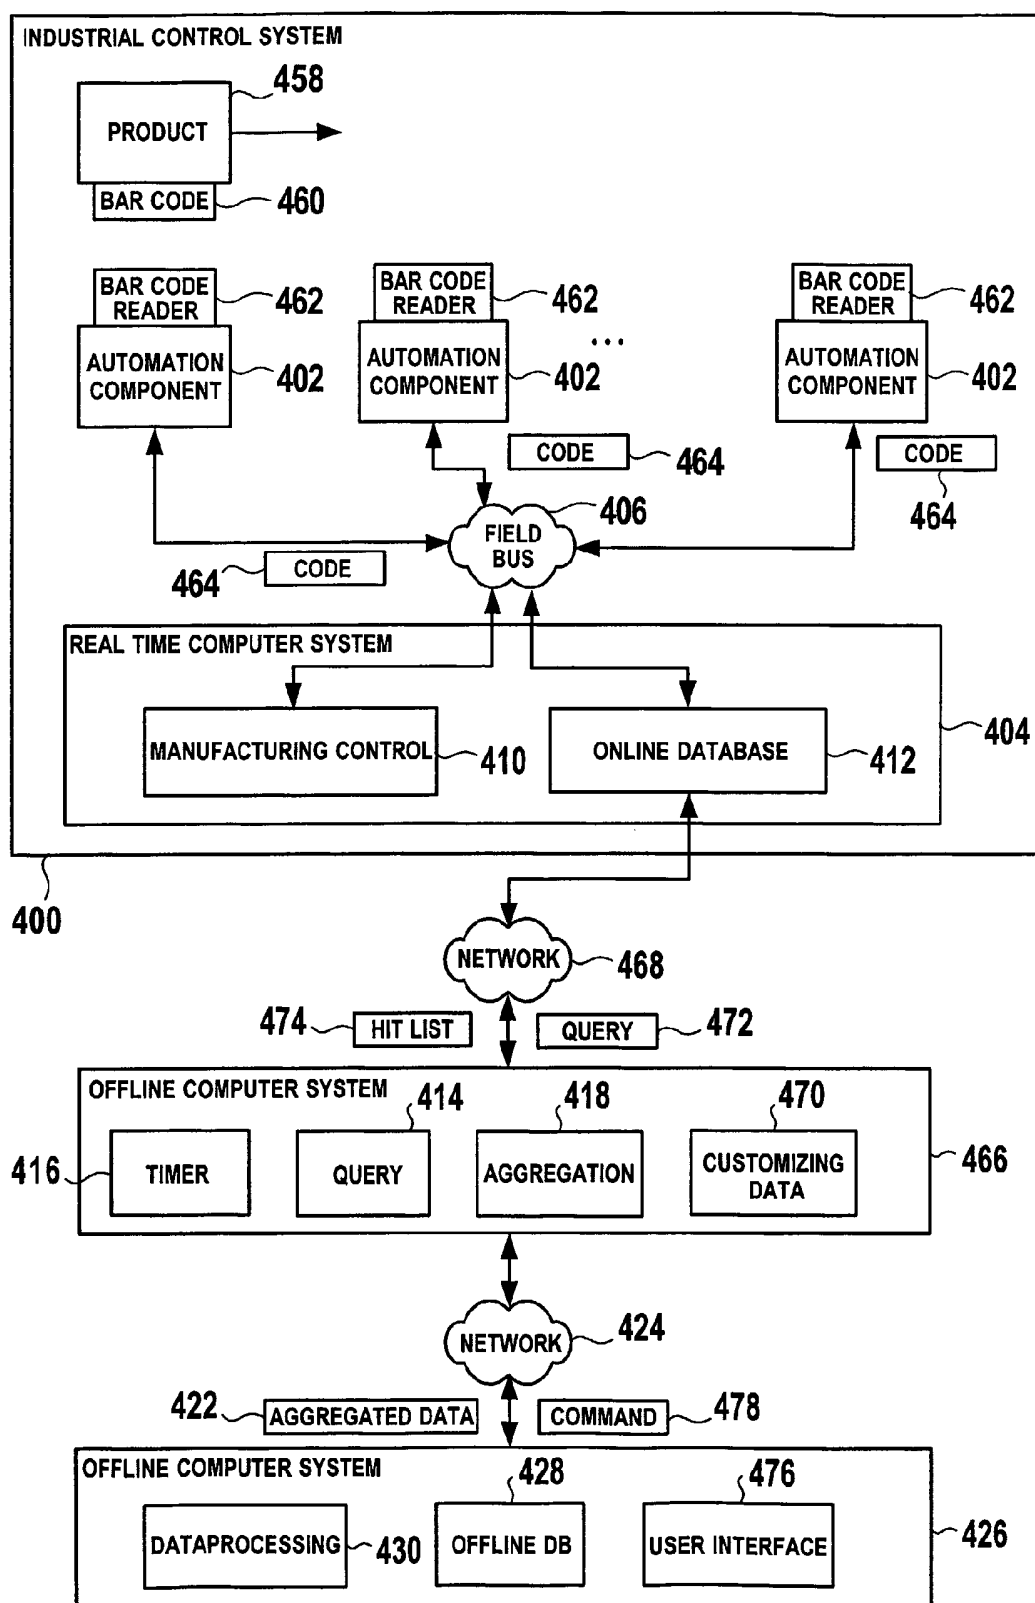 INDUSTRIAL CONTROL SYSTEM
458
PRODUCT
BAR CODE
460
BAR CODE
READER
462
AUTOMATION
COMPONENT
402
BAR CODE
READER
462
AUTOMATION
COMPONENT
402
...
BAR CODE
READER
462
AUTOMATION
COMPONENT
402
CODE
464
CODE
464
406
FIELD
BUS
464
CODE
REAL TIME COMPUTER SYSTEM
MANUFACTURING CONTROL
410
ONLINE DATABASE
412
404
400
NETWORK
468
474
HIT LIST
QUERY
472
OFFLINE COMPUTER SYSTEM
414
418
470
416
TIMER
QUERY
AGGREGATION
CUSTOMIZING
DATA
466
NETWORK
424
422
AGGREGATED DATA
COMMAND
478
OFFLINE COMPUTER SYSTEM
428
476
DATAPROCESSING
430
OFFLINE DB
USER INTERFACE
426